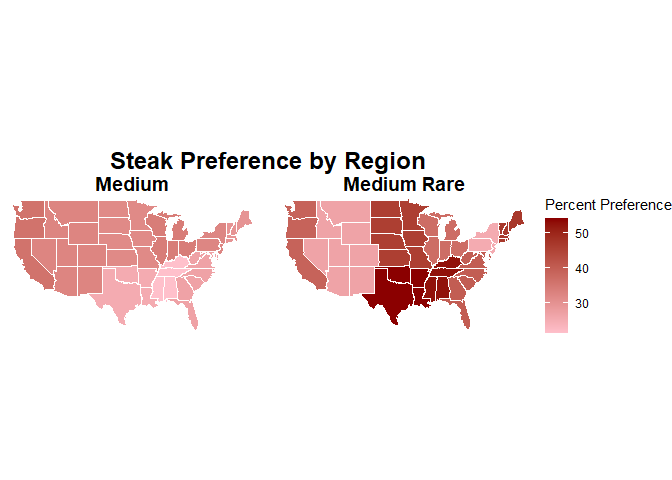 Steak Preference by Region
Medium
Medium Rare
Percent Preference
50
40
30